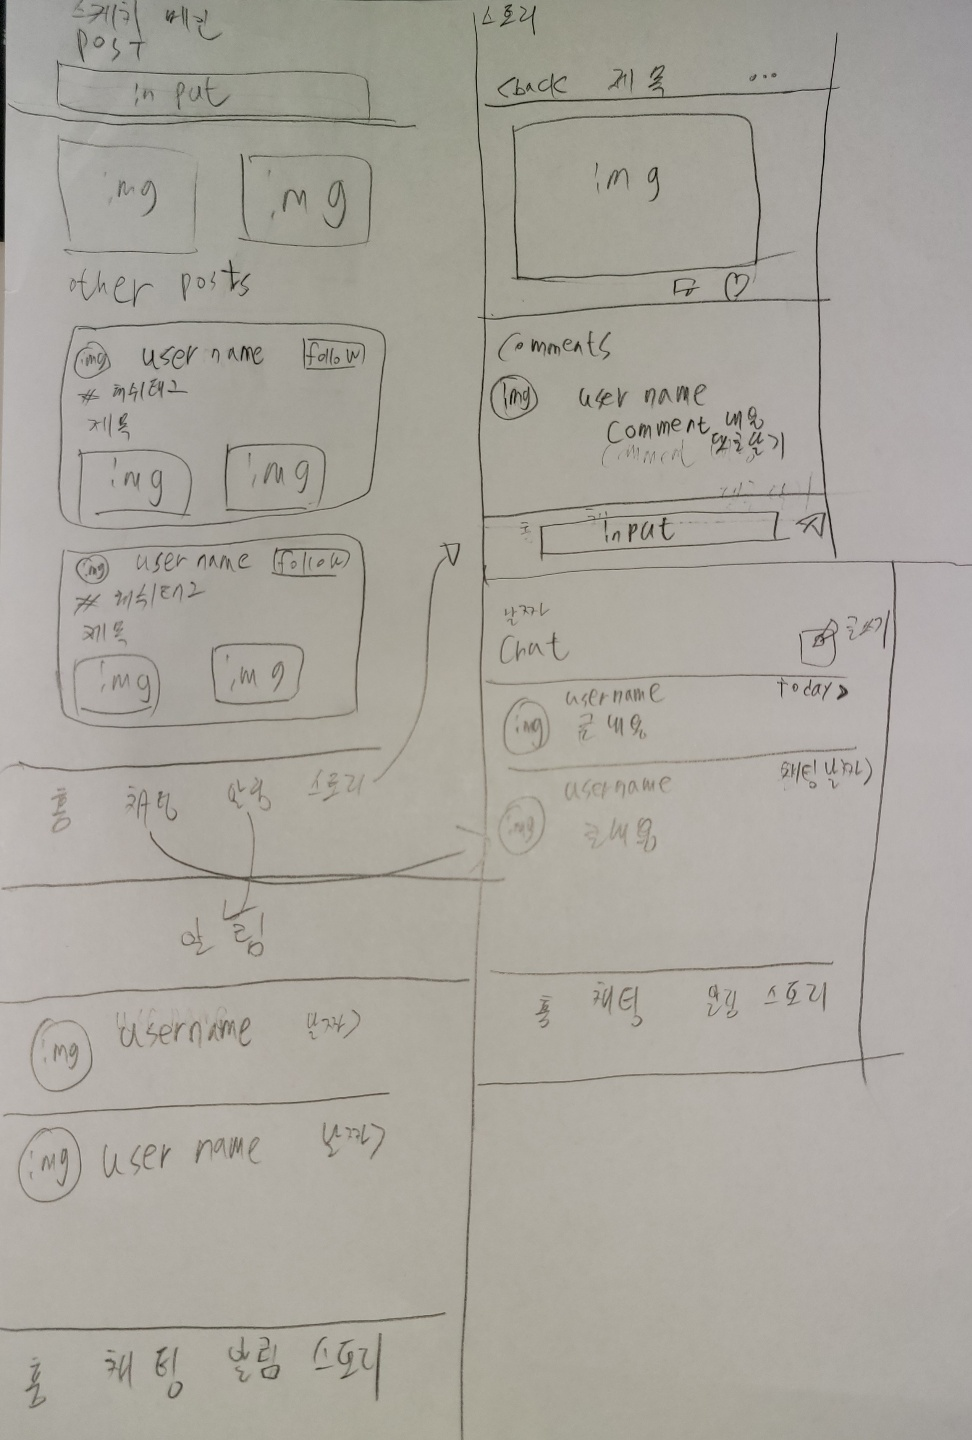 스케치 메인
post
input
img img
other posts
img user name follow
# 해쉬태그
제목
img img
img user name follow
# 해쉬태그
제목
img img
홈 채팅 알림 스토리
알림
img username 날짜>
img user name 날짜>
홈 채팅 알림 스토리
스토리
<back 제목 ...
img
Comments
img user name
Comment 내용
Comment 댓글달기
input
날짜
Chat 글쓰기
img username today>
글 내용
img username 채팅날짜>
글내용
홈 채팅 알림 스토리